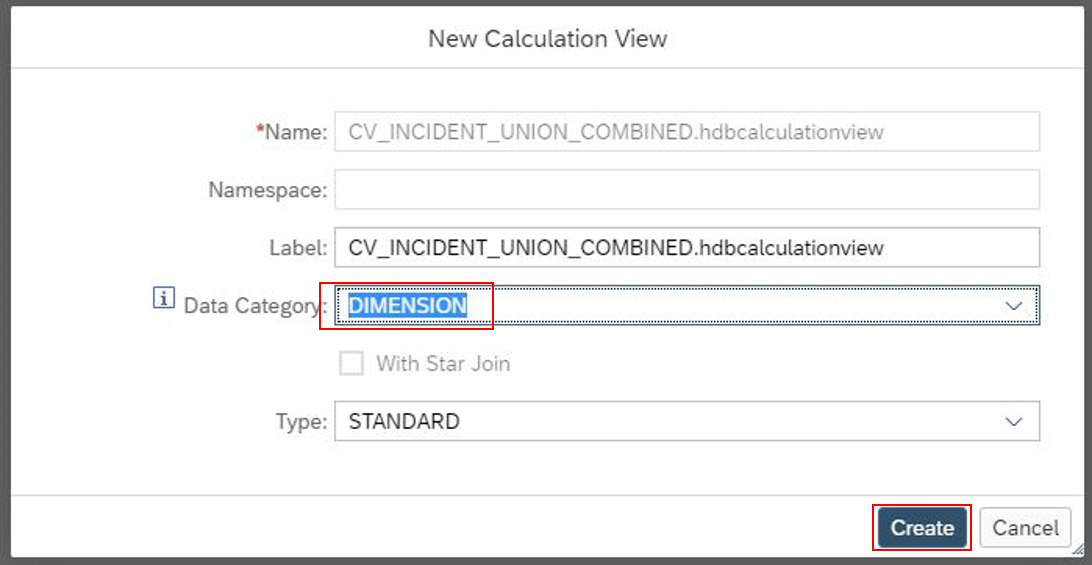 New Calculation View
*Name: CV_INCIDENT_UNION_COMBINED.hdbcalculationview
Namespace:
Label: CV_INCIDENT_UNION_COMBINED.hdbcalculationview
i Data Category: DIMENSION
With Star Join
Type: STANDARD
Create Cancel